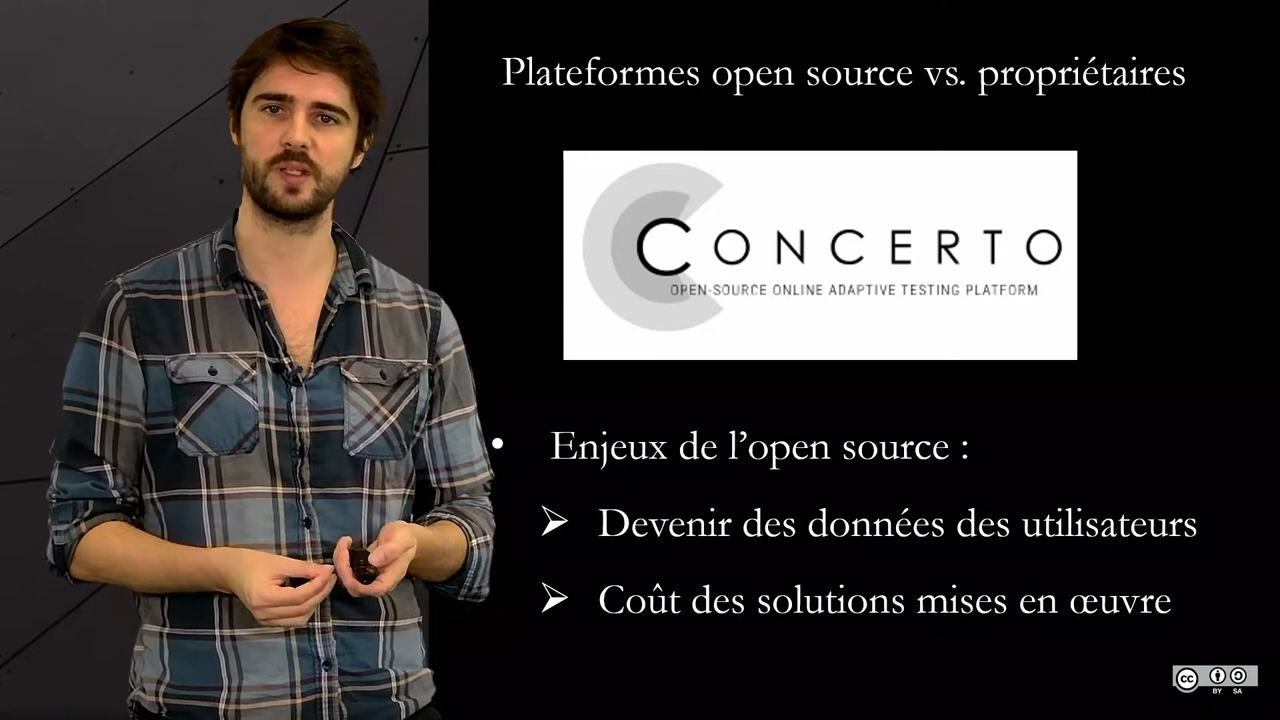 Plateformes open source vs. propriétaires
CONCERTO
OPEN-SOURCE ONLINE ADAPTIVE TESTING PLATFORM
• Enjeux de l’open source :
➢ Devenir des données des utilisateurs
➢ Coût des solutions mises en œuvre
cc
BY SA